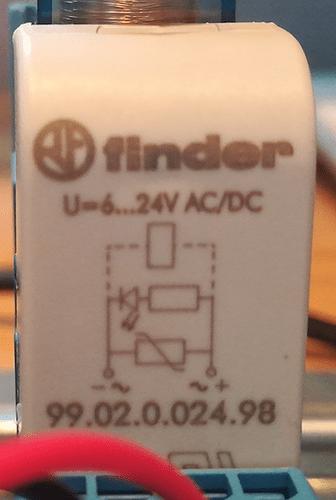 finder
U=6...24V AC/DC
- ~ ~ +
99.02.0.024.98